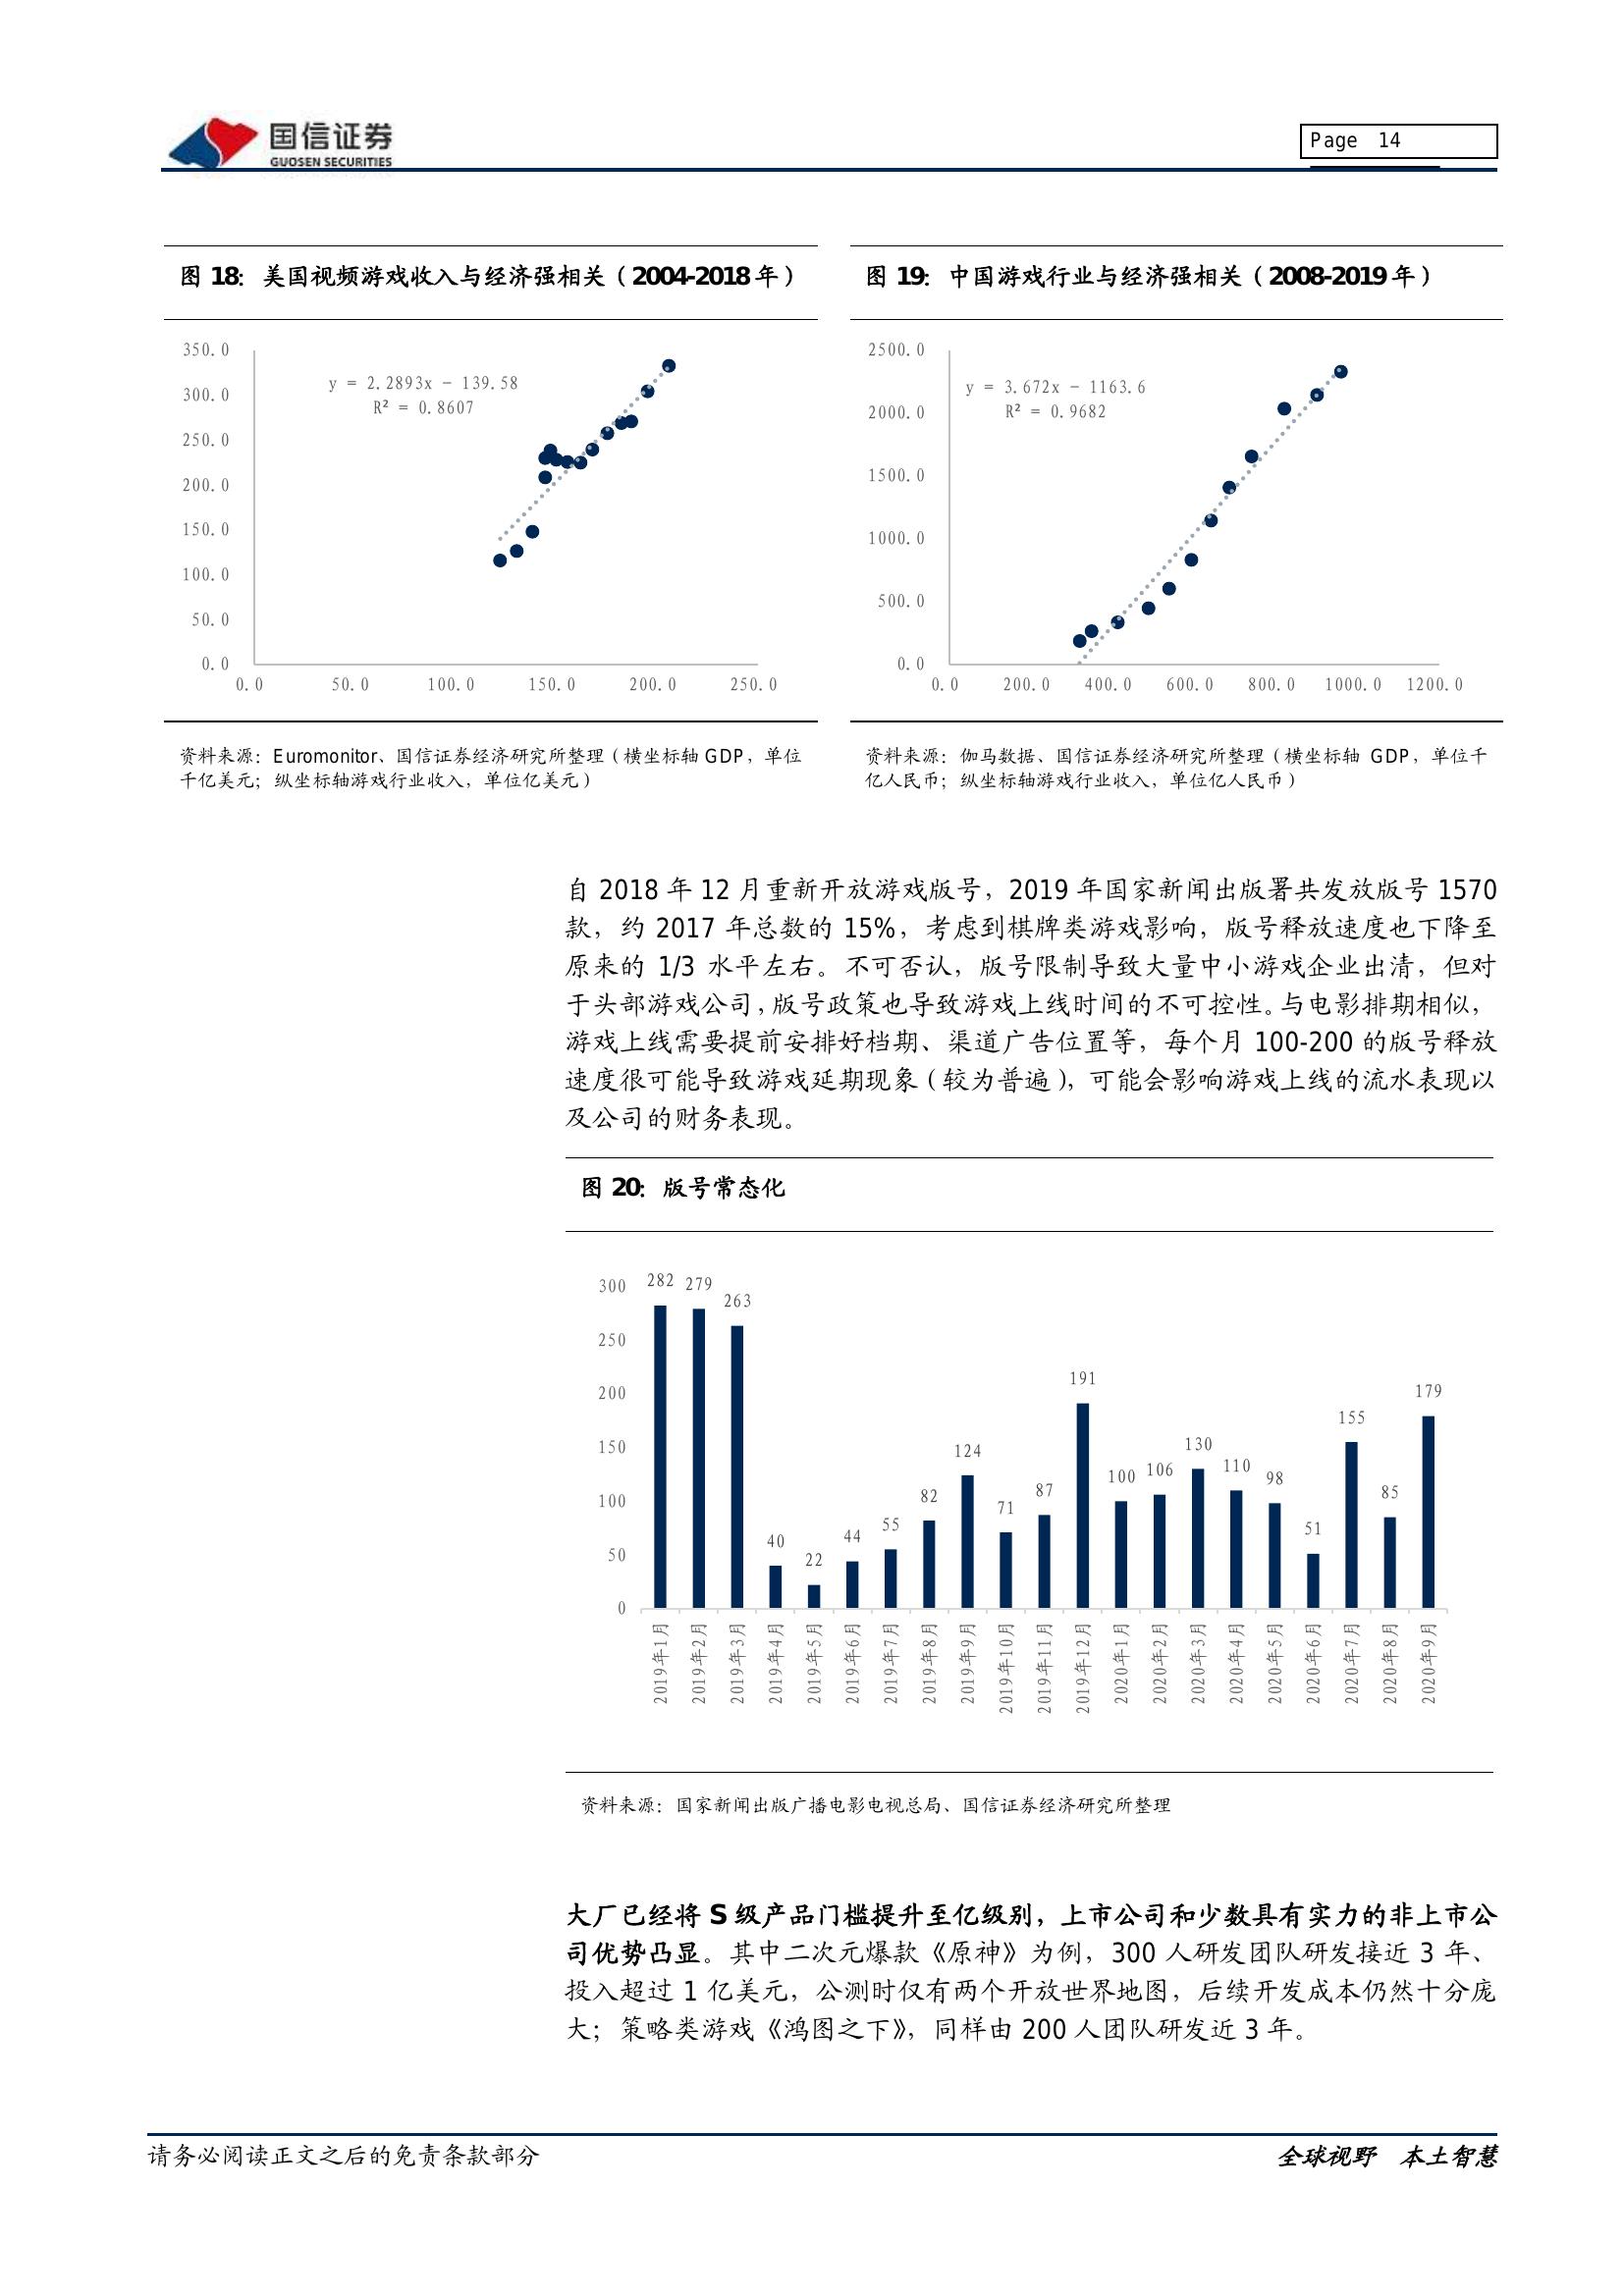 国信证券
GUOSEN SECURITIES
Page 14
图 18：美国视频游戏收入与经济强相关（2004-2018 年）
350.0
300.0
250.0
200.0
150.0
100.0
50.0
0.0
y = 2.2893x - 139.58
R² = 0.8607
0.0 50.0 100.0 150.0 200.0 250.0
资料来源：Euromonitor、国信证券经济研究所整理（横坐标轴 GDP，单位
千亿美元；纵坐标轴游戏行业收入，单位亿美元）
图 19：中国游戏行业与经济强相关（2008-2019 年）
2500.0
2000.0
1500.0
1000.0
500.0
0.0
y = 3.672x - 1163.6
R² = 0.9682
0.0 200.0 400.0 600.0 800.0 1000.0 1200.0
资料来源：伽马数据、国信证券经济研究所整理（横坐标轴 GDP，单位千
亿人民币；纵坐标轴游戏行业收入，单位亿人民币）
自 2018 年 12 月重新开放游戏版号，2019 年国家新闻出版署共发放版号 1570
款，约 2017 年总数的 15%，考虑到棋牌类游戏影响，版号释放速度也下降至
原来的 1/3 水平左右。不可否认，版号限制导致大量中小游戏企业出清，但对
于头部游戏公司，版号政策也导致游戏上线时间的不可控性。与电影排期相似，
游戏上线需要提前安排好档期、渠道广告位置等，每个月 100-200 的版号释放
速度很可能导致游戏延期现象（较为普遍），可能会影响游戏上线的流水表现以
及公司的财务表现。
图 20：版号常态化
300
250
200
150
100
50
0
282 279 263 40 22 44 55 82 124 71 87 191 100 106 130 110 98 51 155 85 179
2019年1月 2019年2月 2019年3月 2019年4月 2019年5月 2019年6月 2019年7月 2019年8月 2019年9月 2019年10月 2019年11月 2019年12月 2020年1月 2020年2月 2020年3月 2020年4月 2020年5月 2020年6月 2020年7月 2020年8月 2020年9月
资料来源：国家新闻出版广播电影电视总局、国信证券经济研究所整理
大厂已经将 S 级产品门槛提升至亿级别，上市公司和少数具有实力的非上市公
司优势凸显。其中二次元爆款《原神》为例，300 人研发团队研发接近 3 年、
投入超过 1 亿美元，公测时仅有两个开放世界地图，后续开发成本仍然十分庞
大；策略类游戏《鸿图之下》，同样由 200 人团队研发近 3 年。
请务必阅读正文之后的免责条款部分
全球视野 本土智慧